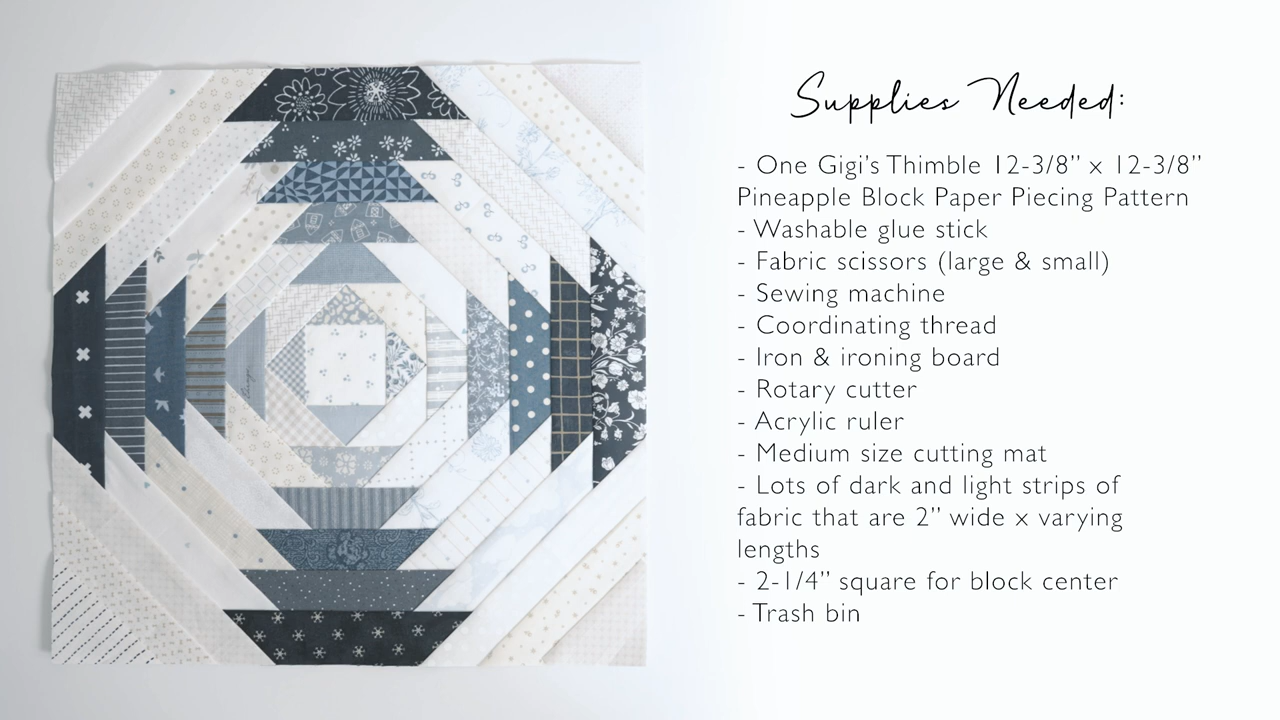 Supplies Needed:
- One Gigi’s Thimble 12-3/8” x 12-3/8”
Pineapple Block Paper Piecing Pattern
- Washable glue stick
- Fabric scissors (large & small)
- Sewing machine
- Coordinating thread
- Iron & ironing board
- Rotary cutter
- Acrylic ruler
- Medium size cutting mat
- Lots of dark and light strips of
fabric that are 2” wide x varying
lengths
- 2-1/4” square for block center
- Trash bin